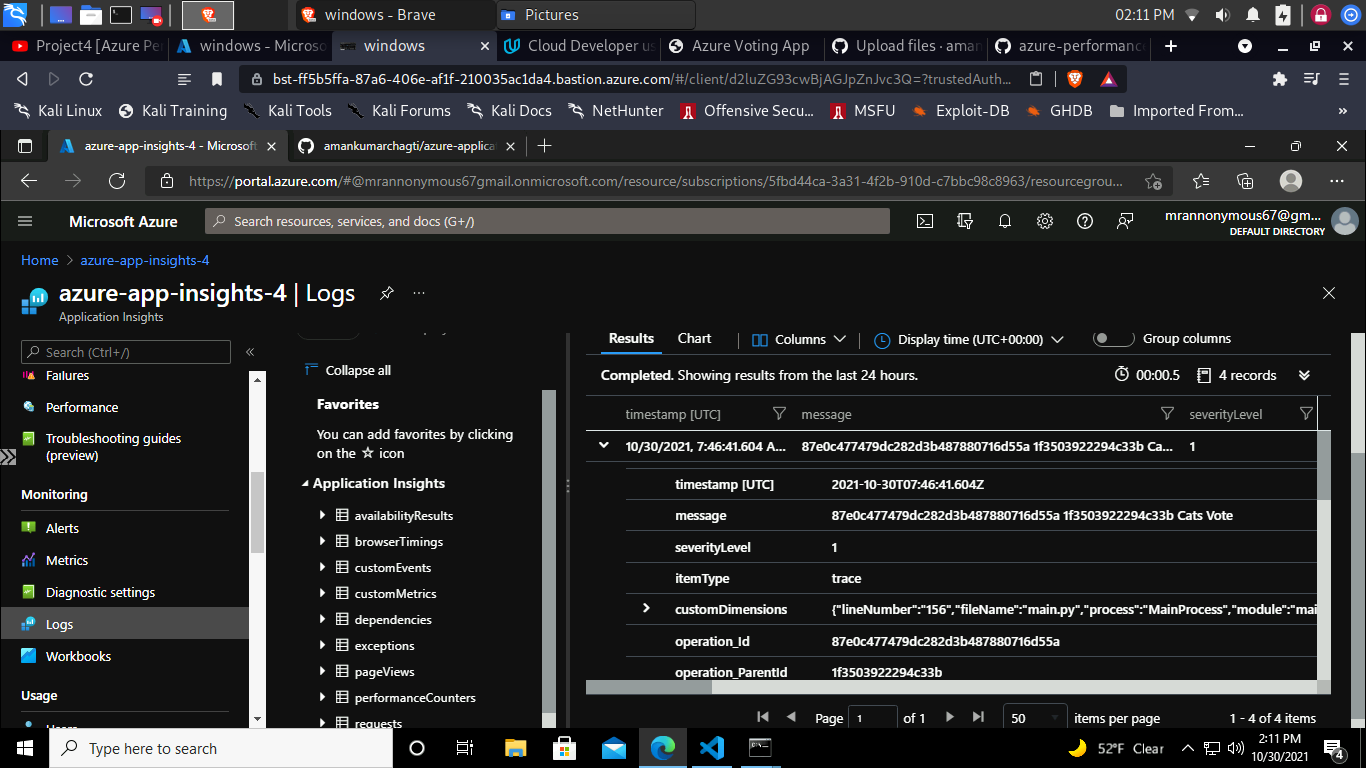 windows - Brave
Pictures
02:11 PM
Project4 [Azure Pe
windows - Microso
windows
Cloud Developer us
Azure Voting App
Upload files · aman
azure-performanc
bst-ff5b5ffa-87a6-406e-af1f-210035ac1da4.bastion.azure.com/#/client/d2luZG93cwBjAGJpZnJvc3Q=?trustedAuth...
Kali Linux
Kali Training
Kali Tools
Kali Forums
Kali Docs
NetHunter
Offensive Secu...
MSFU
Exploit-DB
GHDB
Imported From...
»
azure-app-insights-4 - Microsoft
amankumarchagti/azure-applicat
https://portal.azure.com/#@mrannonymous67gmail.onmicrosoft.com/resource/subscriptions/5fbd44ca-3a31-4f2b-910d-c7bbc98c8963/resourcegrou...
Microsoft Azure
Search resources, services, and docs (G+/)
mrannonymous67@gm...
DEFAULT DIRECTORY
Home > azure-app-insights-4
azure-app-insights-4 | Logs
...
Application Insights
Search (Ctrl+/)
«
Failures
Performance
Troubleshooting guides
(preview)
Monitoring
Alerts
Metrics
Diagnostic settings
Logs
Workbooks
Usage
Collapse all
Favorites
You can add favorites by clicking
on the ☆ icon
Application Insights
availabilityResults
browserTimings
customEvents
customMetrics
dependencies
exceptions
pageViews
performanceCounters
requests
Results
Chart
Columns
Display time (UTC+00:00)
Group columns
Completed. Showing results from the last 24 hours.
00:00.5
4 records
timestamp [UTC]
message
severityLevel
10/30/2021, 7:46:41.604 A...
87e0c477479dc282d3b487880716d55a 1f3503922294c33b Ca...
1
timestamp [UTC]
2021-10-30T07:46:41.604Z
message
87e0c477479dc282d3b487880716d55a 1f3503922294c33b Cats Vote
severityLevel
1
itemType
trace
customDimensions
{"lineNumber":"156","fileName":"main.py","process":"MainProcess","module":"mai
operation_Id
87e0c477479dc282d3b487880716d55a
operation_ParentId
1f3503922294c33b
Page 1 of 1
50
items per page
1 - 4 of 4 items
Type here to search
52°F Clear
2:11 PM
10/30/2021
4